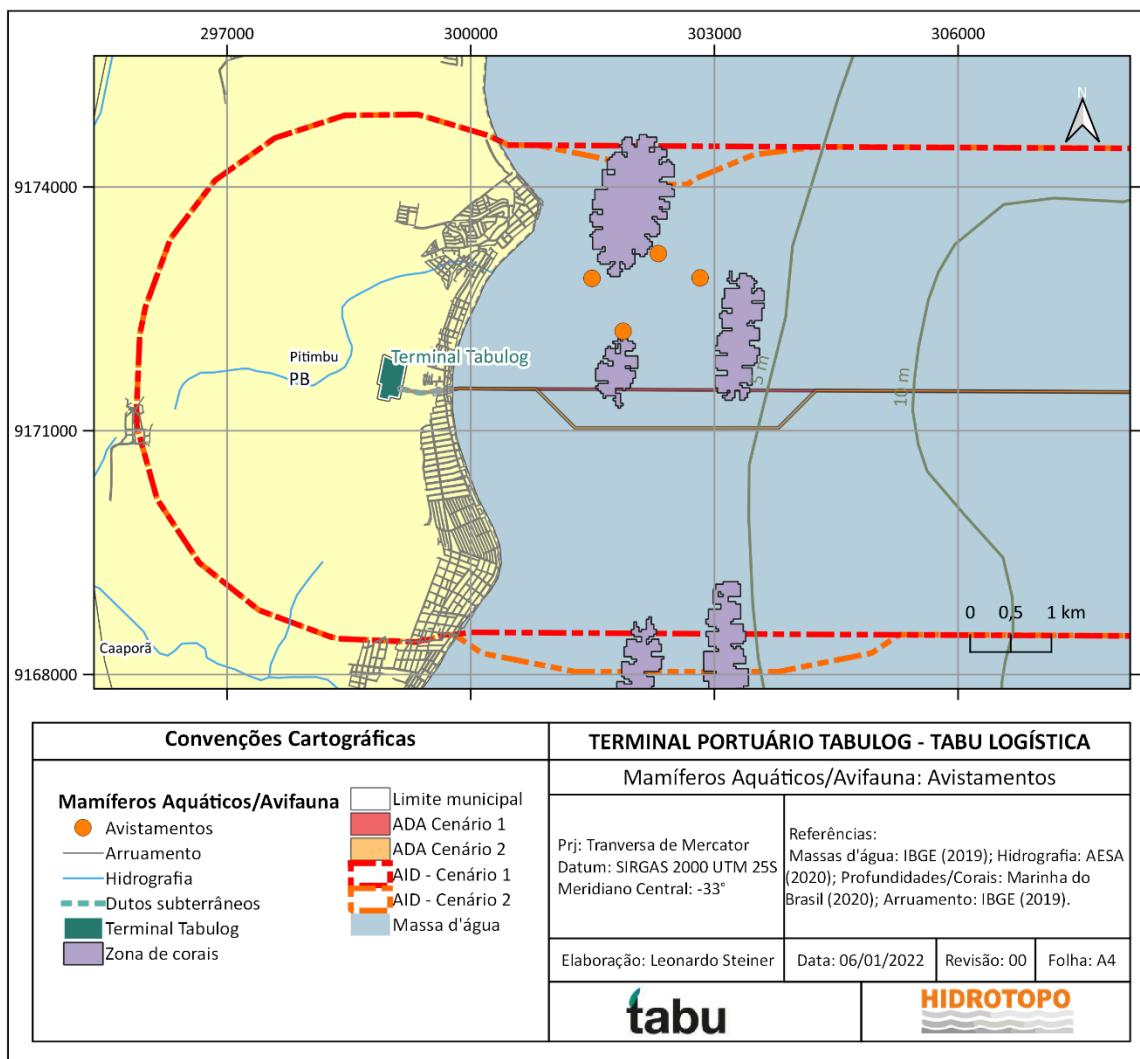 297000
300000
303000
306000
N
9174000
Pitimbu
PB
Terminal Tabulog
5 m
10 m
9171000
0 0,5 1 km
Caaporã
9168000
Convenções Cartográficas
Mamíferos Aquáticos/Avifauna
Avistamentos
Arruamento
Hidrografia
Dutos subterrâneos
Terminal Tabulog
Zona de corais
Limite municipal
ADA Cenário 1
ADA Cenário 2
AID - Cenário 1
AID - Cenário 2
Massa d'água
TERMINAL PORTUÁRIO TABULOG - TABU LOGÍSTICA
Mamíferos Aquáticos/Avifauna: Avistamentos
Prj: Tranversa de Mercator
Datum: SIRGAS 2000 UTM 25S
Meridiano Central: -33°
Referências:
Massas d'água: IBGE (2019); Hidrografia: AESA
(2020); Profundidades/Corais: Marinha do
Brasil (2020); Arruamento: IBGE (2019).
Elaboração: Leonardo Steiner
Data: 06/01/2022
Revisão: 00
Folha: A4
tabu
HIDROTOPO